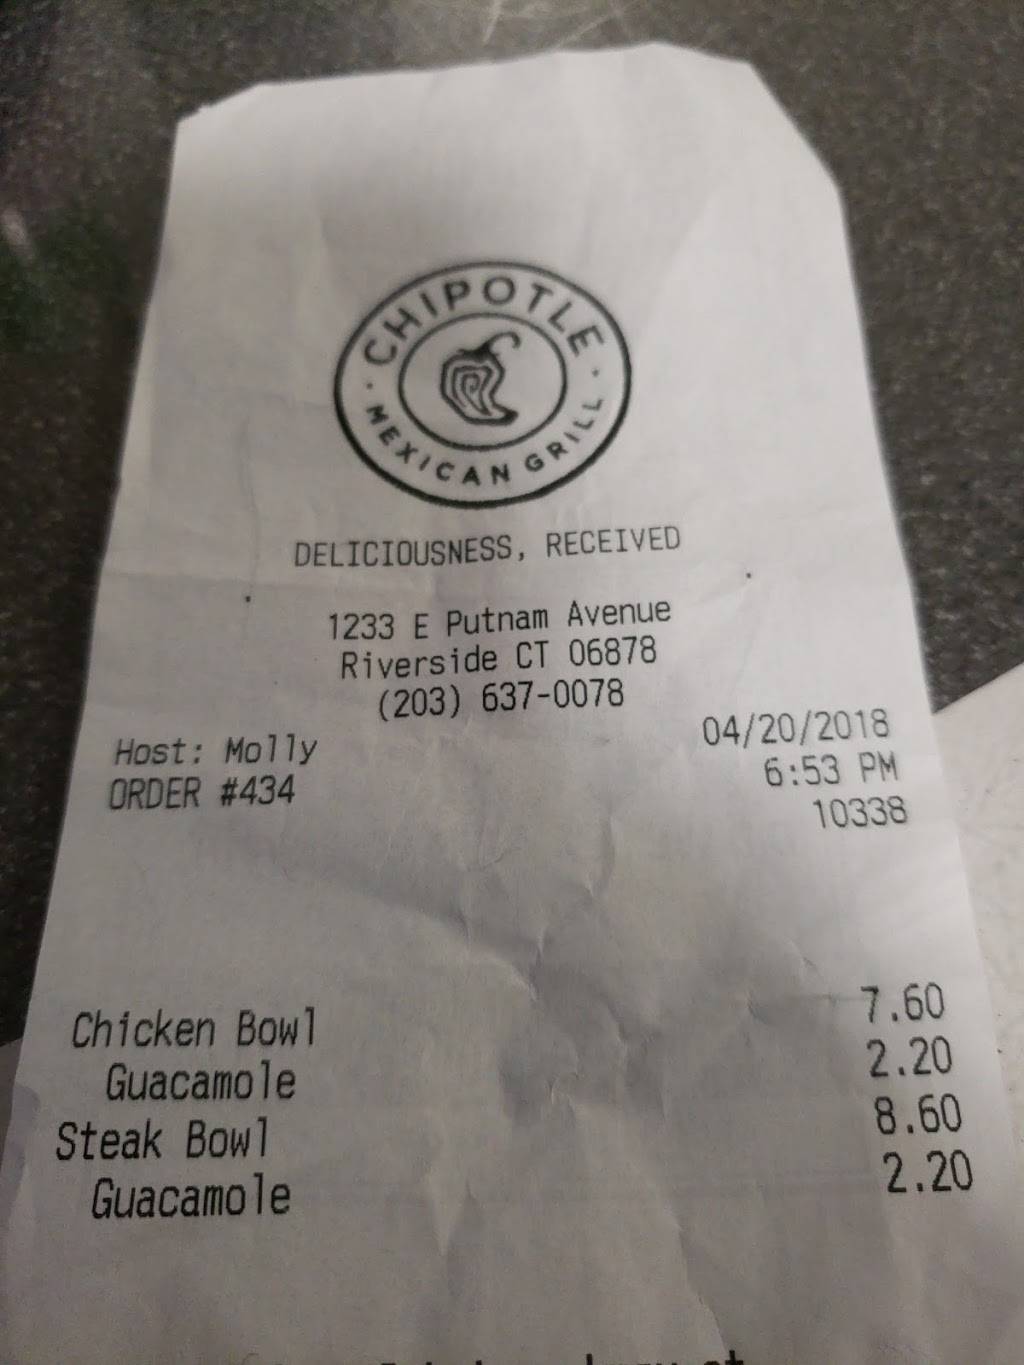 CHIPOTLE
MEXICAN GRILL
DELICIOUSNESS, RECEIVED
1233 E Putnam Avenue
Riverside CT 06878
(203) 637-0078
Host: Molly 04/20/2018
ORDER #434 6:53 PM
10338
Chicken Bowl 7.60
Guacamole 2.20
Steak Bowl 8.60
Guacamole 2.20